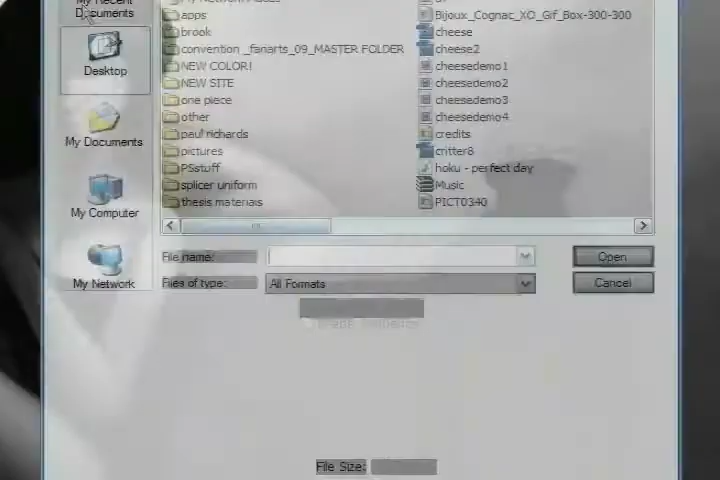 My Recent
Documents
Desktop
My Documents
My Computer
My Network
apps
brook
convention _fanarts_09_MASTER FOLDER
NEW COLOR!
NEW SITE
one piece
other
paul richards
pictures
PSstuff
splicer uniform
thesis materials
Bijoux_Cognac_XO_Gif_Box-300-300
cheese
cheese2
cheesedemo1
cheesedemo2
cheesedemo3
cheesedemo4
credits
critter8
hoku - perfect day
Music
PICT0340
File name:
Open
Files of type:
All Formats
Cancel
File Size: